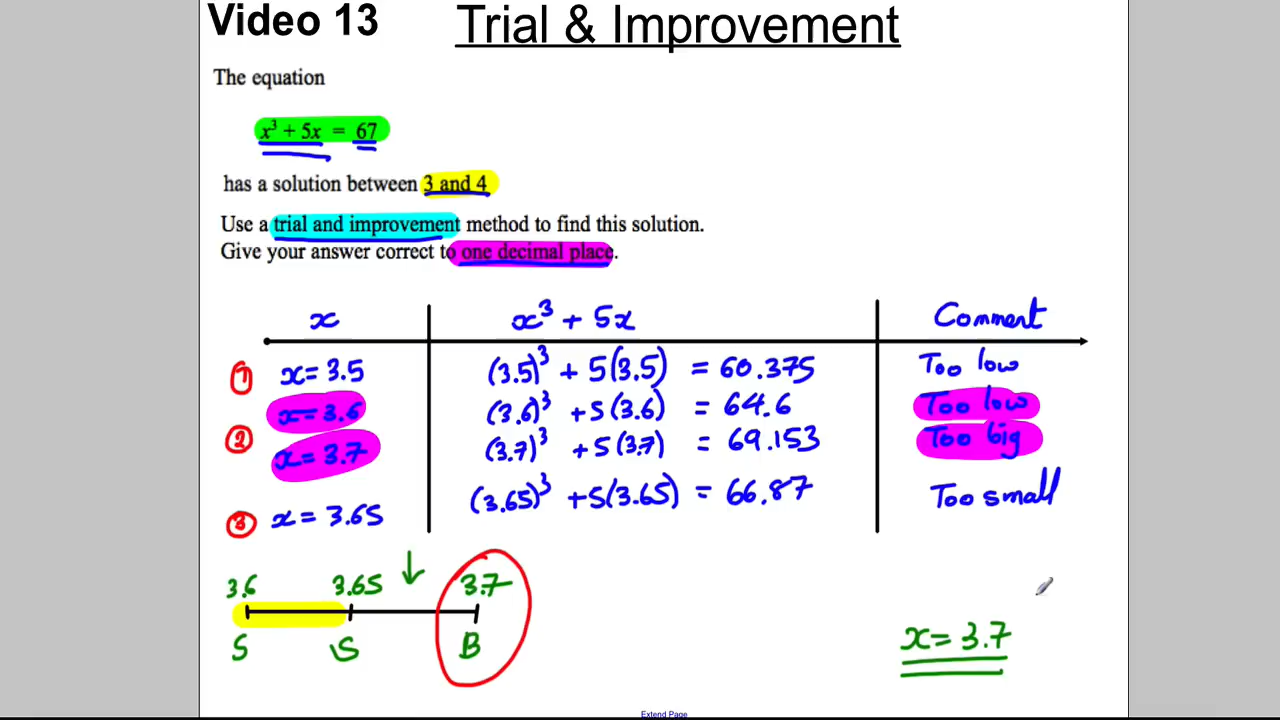 Video 13 Trial & Improvement
The equation
x³ + 5x = 67
has a solution between 3 and 4
Use a trial and improvement method to find this solution.
Give your answer correct to one decimal place.
x x³ + 5x Comment
① x = 3.5 (3.5)³ + 5(3.5) = 60.375 Too low
x = 3.6 (3.6)³ + 5(3.6) = 64.6 Too low
②
x = 3.7 (3.7)³ + 5(3.7) = 69.153 Too big
③ x = 3.65 (3.65)³ + 5(3.65) = 66.87 Too small
3.6 3.65 ↓ 3.7
S S B
x = 3.7
Extend Page